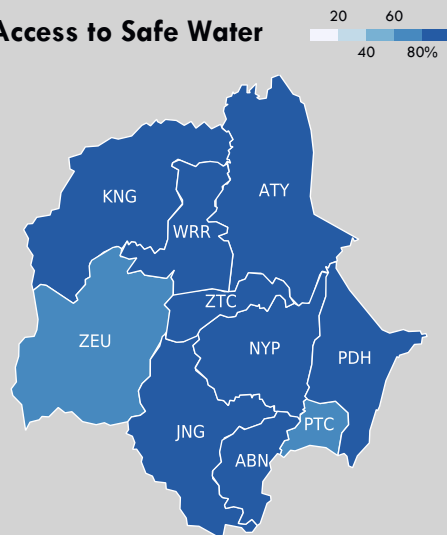 Access to Safe Water
20 60
40 80%
KNG
ATY
WRR
ZTC
ZEU
NYP
PDH
PTC
JNG
ABN